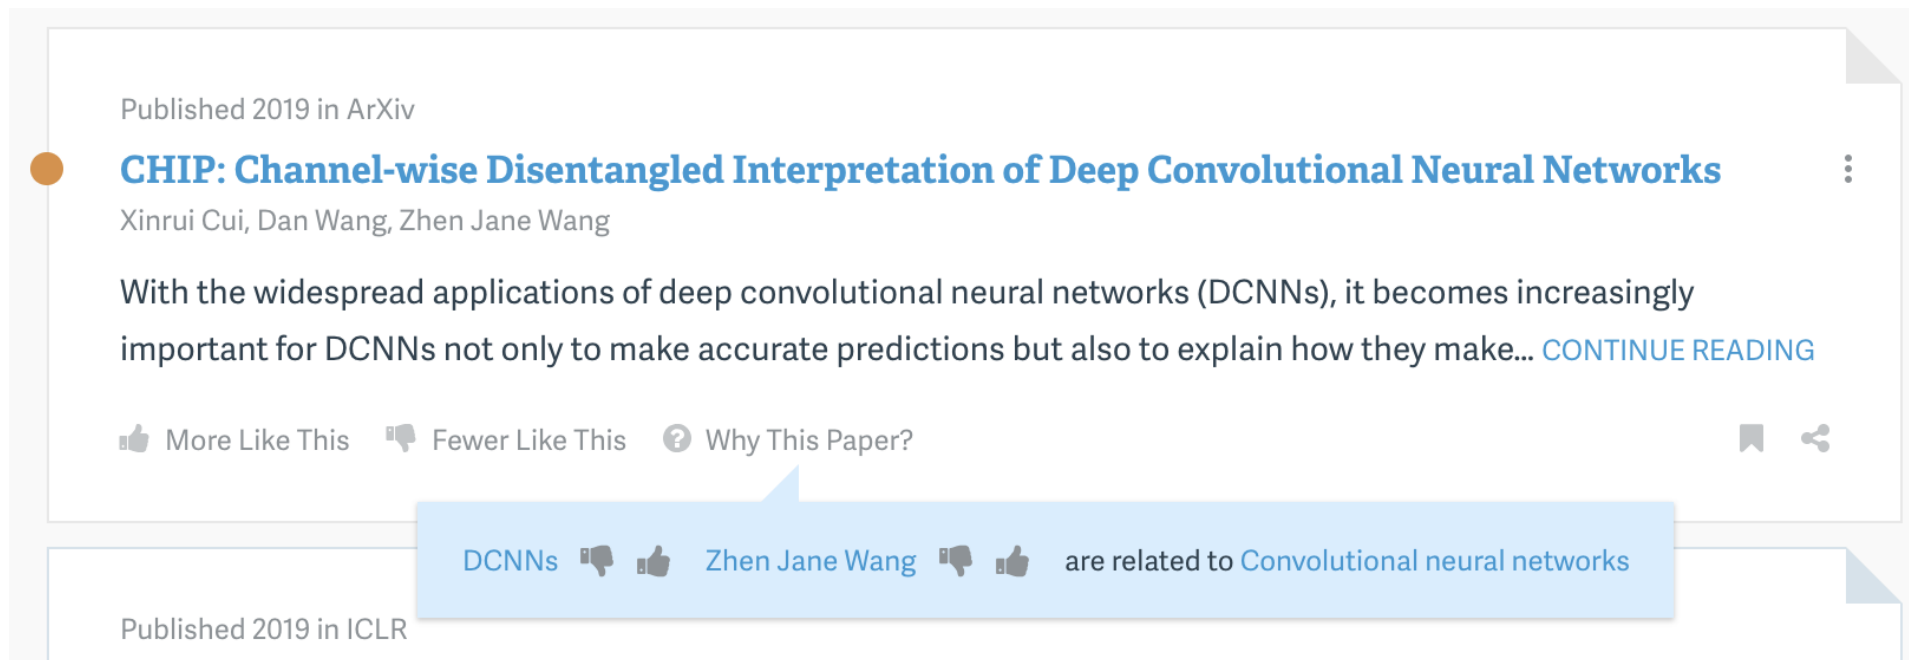 Published 2019 in ArXiv
CHIP: Channel-wise Disentangled Interpretation of Deep Convolutional Neural Networks
Xinrui Cui, Dan Wang, Zhen Jane Wang
With the widespread applications of deep convolutional neural networks (DCNNs), it becomes increasingly
important for DCNNs not only to make accurate predictions but also to explain how they make... CONTINUE READING
More Like This Fewer Like This ? Why This Paper?
DCNNs Zhen Jane Wang are related to Convolutional neural networks
Published 2019 in ICLR